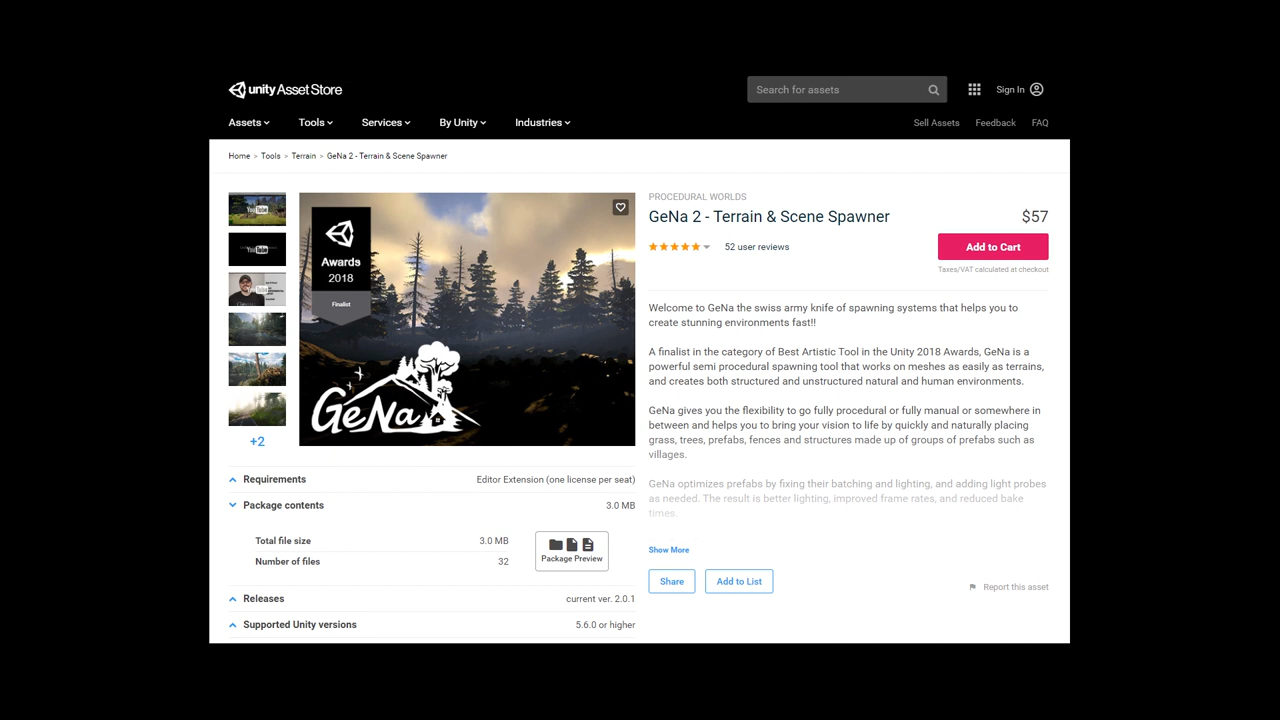 unity Asset Store
Search for assets
Sign In
Assets
Tools
Services
By Unity
Industries
Sell Assets
Feedback
FAQ
Home > Tools > Terrain > GeNa 2 - Terrain & Scene Spawner
YouTube
YouTube
+2
Awards
2018
Finalist
GeNa
PROCEDURAL WORLDS
GeNa 2 - Terrain & Scene Spawner
$57
52 user reviews
Add to Cart
Taxes/VAT calculated at checkout
Welcome to GeNa the swiss army knife of spawning systems that helps you to
create stunning environments fast!!
A finalist in the category of Best Artistic Tool in the Unity 2018 Awards, GeNa is a
powerful semi procedural spawning tool that works on meshes as easily as terrains,
and creates both structured and unstructured natural and human environments.
GeNa gives you the flexibility to go fully procedural or fully manual or somewhere in
between and helps you to bring your vision to life by quickly and naturally placing
grass, trees, prefabs, fences and structures made up of groups of prefabs such as
villages.
GeNa optimizes prefabs by fixing their batching and lighting, and adding light probes
as needed. The result is better lighting, improved frame rates, and reduced bake
times.
Show More
Share
Add to List
Report this asset
Requirements
Editor Extension (one license per seat)
Package contents
3.0 MB
Total file size
3.0 MB
Number of files
32
Package Preview
Releases
current ver. 2.0.1
Supported Unity versions
5.6.0 or higher